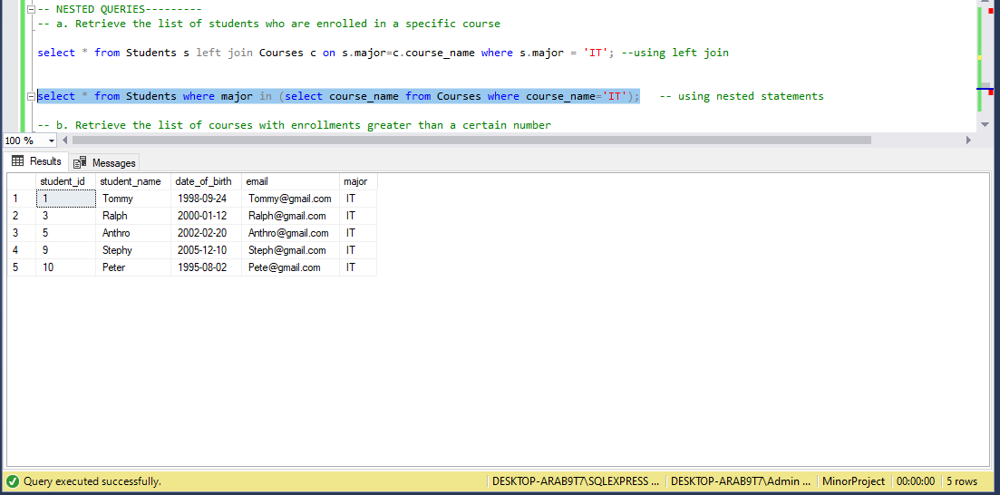 -- NESTED QUERIES---------
-- a. Retrieve the list of students who are enrolled in a specific course
select * from Students s left join Courses c on s.major=c.course_name where s.major = 'IT'; --using left join
select * from Students where major in (select course_name from Courses where course_name='IT'); -- using nested statements
-- b. Retrieve the list of courses with enrollments greater than a certain number
100 %
Results Messages
student_id student_name date_of_birth email major
1 1 Tommy 1998-09-24 Tommy@gmail.com IT
2 3 Ralph 2000-01-12 Ralph@gmail.com IT
3 5 Anthro 2002-02-20 Anthro@gmail.com IT
4 9 Stephy 2005-12-10 Steph@gmail.com IT
5 10 Peter 1995-08-02 Pete@gmail.com IT
Query executed successfully. DESKTOP-ARAB9T7\SQLEXPRESS ... DESKTOP-ARAB9T7\Admin ... MinorProject 00:00:00 5 rows